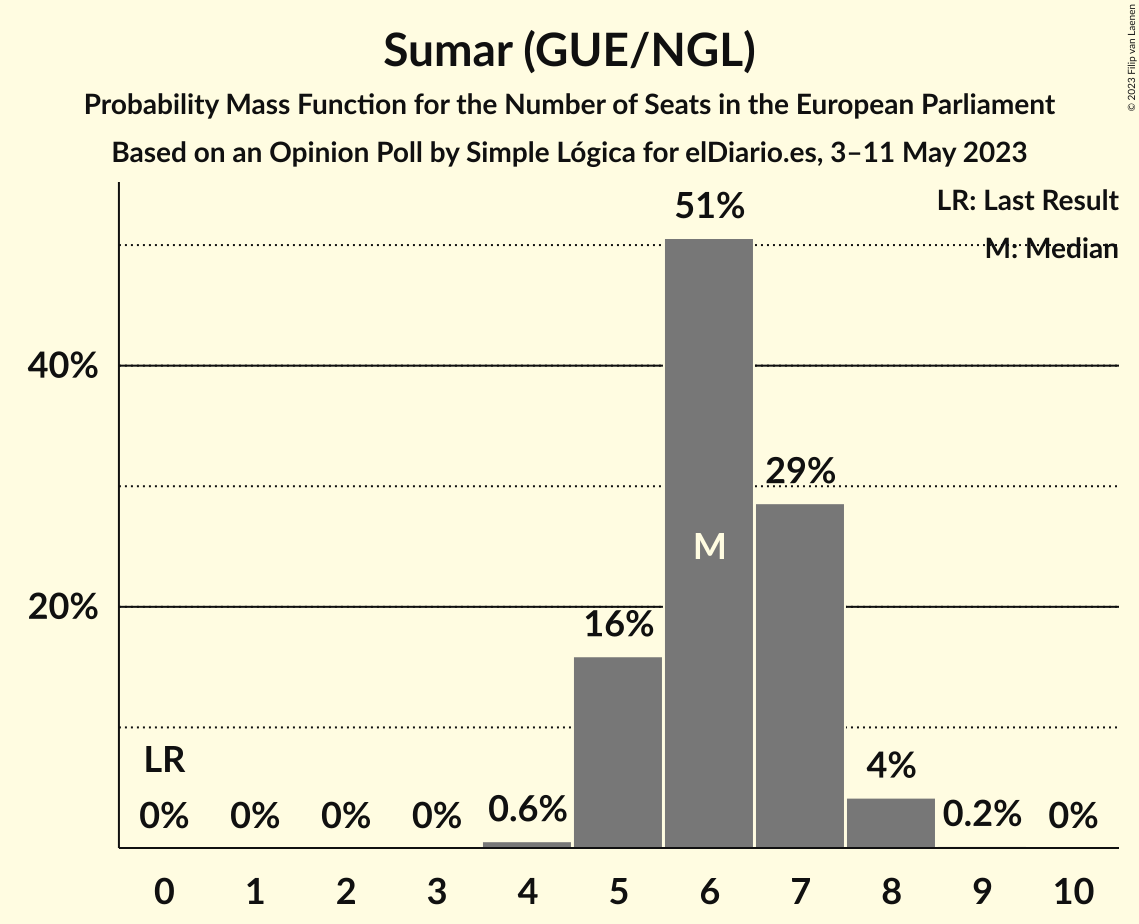 Sumar (GUE/NGL)
Probability Mass Function for the Number of Seats in the European Parliament
Based on an Opinion Poll by Simple Lógica for elDiario.es, 3–11 May 2023
© 2023 Filip van Laenen
LR: Last Result
M: Median
51%
40%
29%
M
20%
16%
LR
4%
0% 0% 0% 0% 0.6% 0.2% 0%
0 1 2 3 4 5 6 7 8 9 10